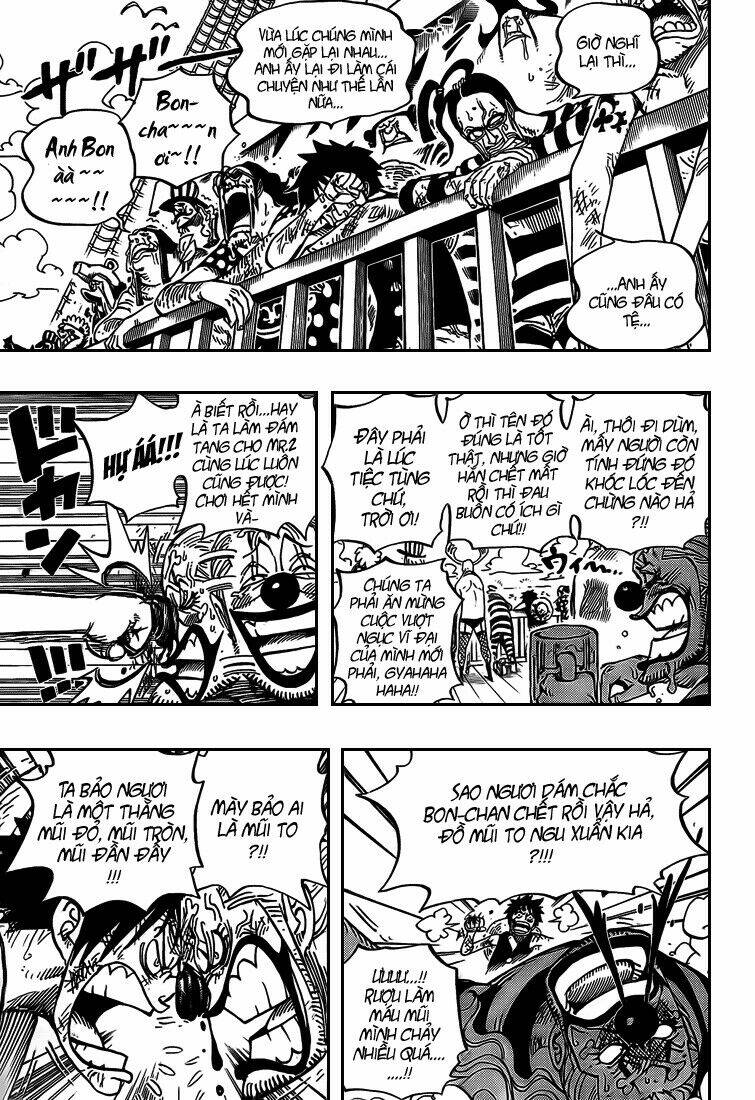 GIỜ NGHĨ
LẠI THÌ...
VỪA LÚC CHÚNG MÌNH
MỚI GẶP LẠI NHAU...
ANH ẤY LẠI ĐI LÀM CÁI
CHUYỆN NHƯ THẾ LẦN
NỮA...
ザザ
Bon-
cha~~~n
ơi~!!
Anh Bon
àà~~
~~~!!
...ANH ẤY
CŨNG ĐÂU CÓ
TỆ...
ÀI, THÔI ĐI DÙM,
MẤY NGƯỜI CÒN
TÍNH ĐỨNG ĐÓ
KHÓC LÓC ĐẾN
CHỪNG NÀO HẢ
?!!
Ờ THÌ TÊN ĐÓ
ĐÚNG LÀ TỐT
THẬT, NHƯNG GIỜ
HẮN CHẾT MẤT
RỒI THÌ ĐAU
BUỒN CÓ ÍCH GÌ
CHỨ!!
ĐÂY PHẢI
LÀ LÚC
TIỆC TÙNG
CHỨ,
TRỜI ƠI!
ウィ〜...
CHÚNG TA
PHẢI ĂN MỪNG
CUỘC VƯỢT
NGỤC VĨ ĐẠI
CỦA MÌNH MỚI
PHẢI, GYAHAHA
HAHA!!
À BIẾT RỒI...HAY
LÀ TA LÀM ĐÁM
TANG CHO MR.2
CÙNG LÚC LUÔN
CŨNG ĐƯỢC!
CHƠI HẾT MÌNH
VÀ-
HỰ ÁÁ!!!
ドドン
SAO NGƯƠI DÁM CHẮC
BON-CHAN CHẾT RỒI VẬY HẢ,
ĐỒ MŨI TO NGU XUẨN KIA
?!!!
ƯƯƯƯ...!!
RƯỢU LÀM
MÁU MŨI
MÌNH CHẢY
NHIỀU QUÁ....
.....!!
MÀY BẢO AI
LÀ MŨI TO
?!!
TA BẢO NGƯƠI
LÀ MỘT THẰNG
MŨI ĐỎ, MŨI TRÒN,
MŨI ĐẦN ĐẤY
!!!